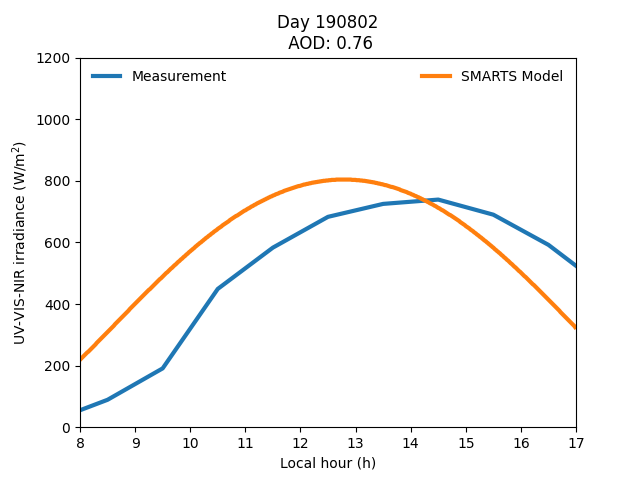 Day 190802
AOD: 0.76
Measurement
SMARTS Model
UV-VIS-NIR irradiance (W/m²)
1200
1000
800
600
400
200
0
8 9 10 11 12 13 14 15 16 17
Local hour (h)